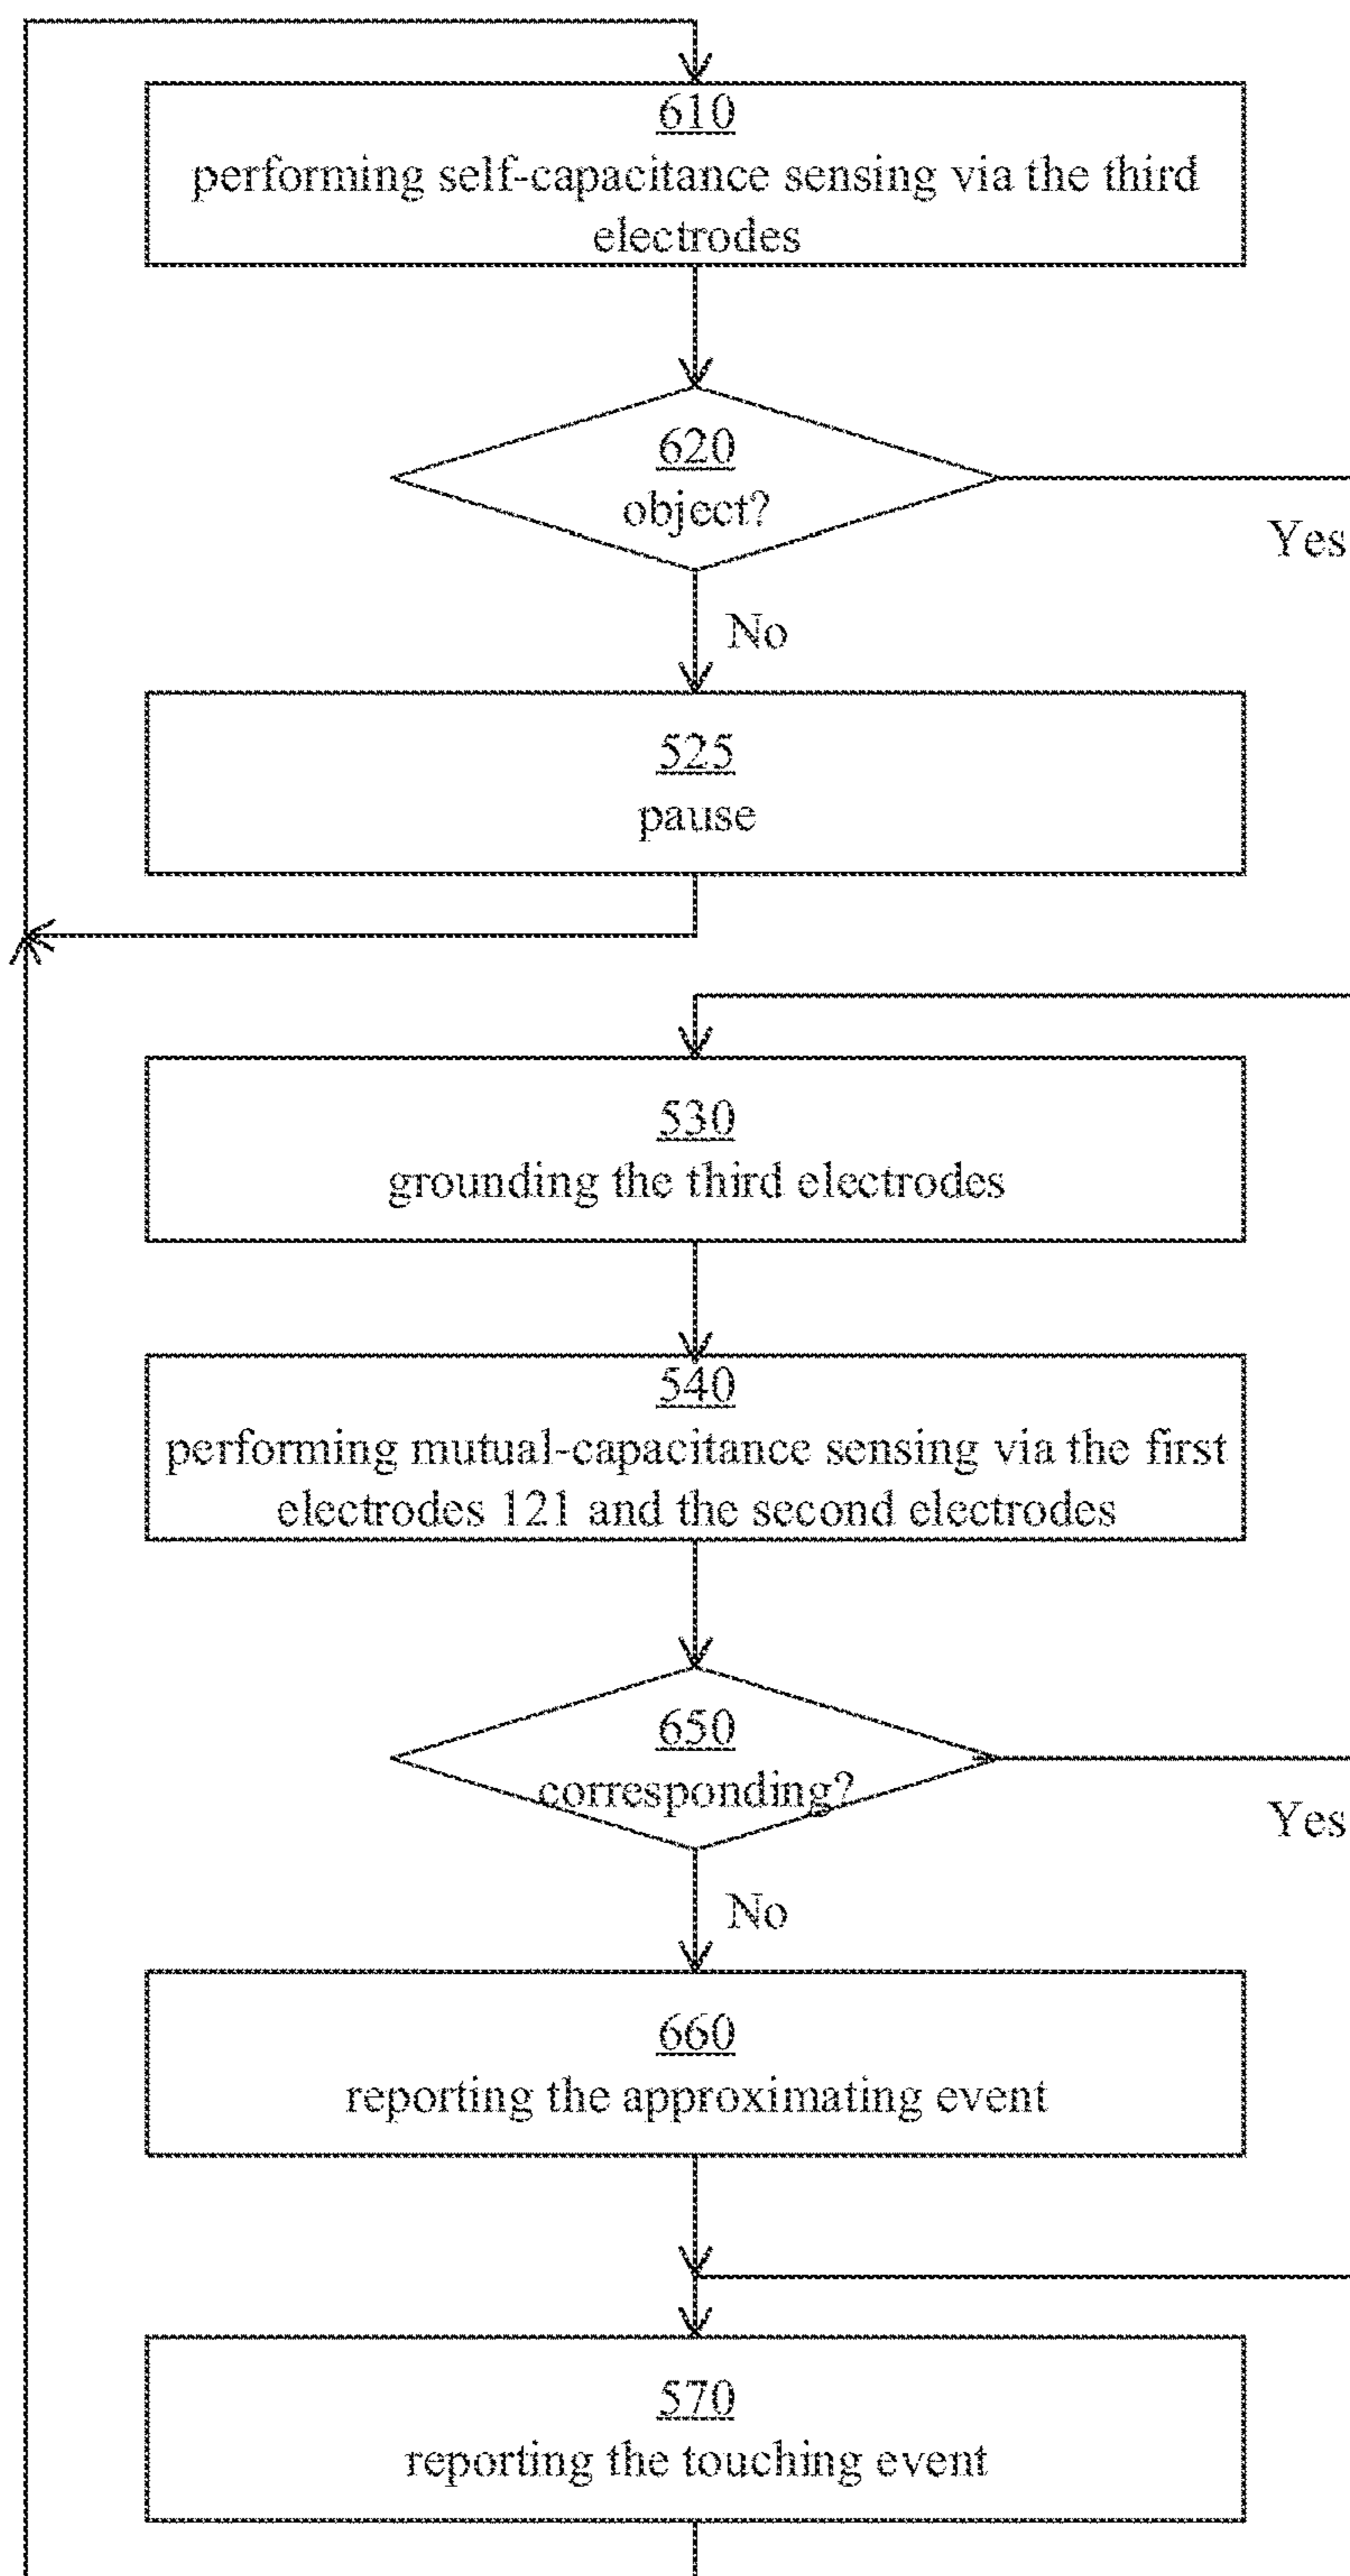 610
performing self-capacitance sensing via the third
electrodes
620
object?
Yes
No
525
pause
530
grounding the third electrodes
540
performing mutual-capacitance sensing via the first
electrodes 121 and the second electrodes
650
corresponding?
Yes
No
660
reporting the approximating event
570
reporting the touching event